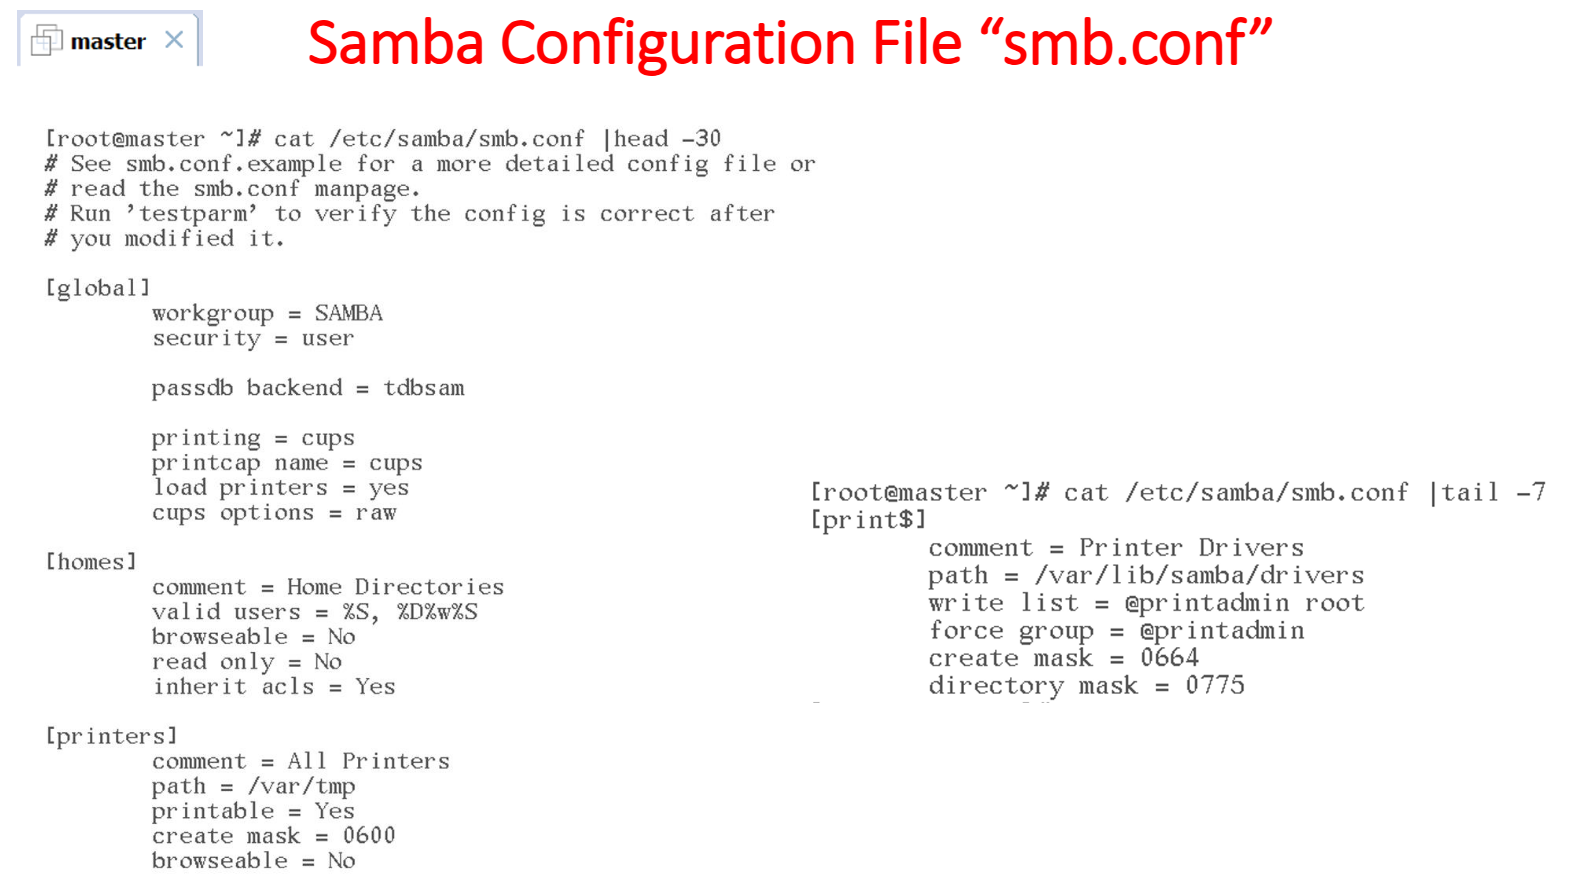 master
Samba Configuration File “smb.conf”
[root@master ~]# cat /etc/samba/smb.conf |head -30
# See smb.conf.example for a more detailed config file or
# read the smb.conf manpage.
# Run 'testparm' to verify the config is correct after
# you modified it.
[global]
workgroup = SAMBA
security = user
passdb backend = tdbsam
printing = cups
printcap name = cups
load printers = yes
cups options = raw
[homes]
comment = Home Directories
valid users = %S, %D%w%S
browseable = No
read only = No
inherit acls = Yes
[printers]
comment = All Printers
path = /var/tmp
printable = Yes
create mask = 0600
browseable = No
[root@master ~]# cat /etc/samba/smb.conf |tail -7
[print$]
comment = Printer Drivers
path = /var/lib/samba/drivers
write list = @printadmin root
force group = @printadmin
create mask = 0664
directory mask = 0775